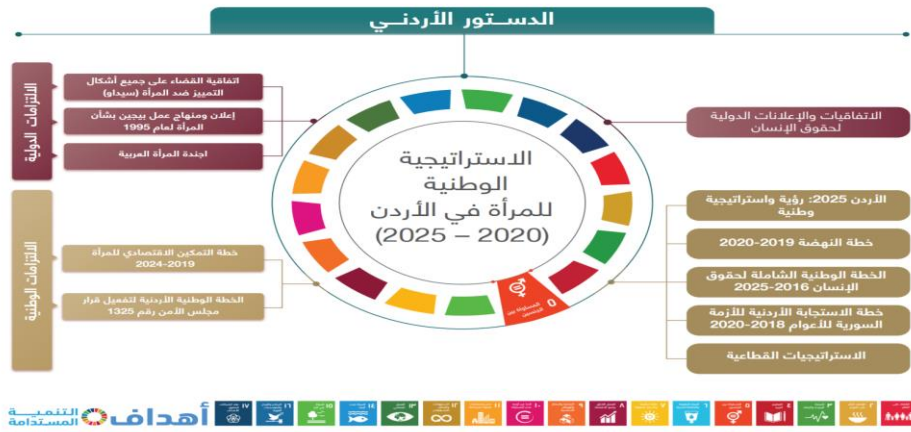 الدستور الأردني
الالتزامات الدولية
اتفاقية القضاء على جميع أشكال
التمييز ضد المرأة (سيداو)
إعلان ومنهاج عمل بيجين بشأن
المرأة لعام 1995
اجندة المرأة العربية
الاتفاقيات والإعلانات الدولية
لحقوق الإنسان
الاستراتيجية
الوطنية
للمرأة في الأردن
(2020 – 2025)
المساواة بين
الجنسين
الأردن 2025: رؤية واستراتيجية
وطنية
خطة النهضة 2019-2020
الخطة الوطنية الشاملة لحقوق
الإنسان 2016-2025
خطة الاستجابة الأردنية للأزمة
السورية للأعوام 2018-2020
الاستراتيجيات القطاعية
الالتزامات الوطنية
خطة التمكين الاقتصادي للمرأة
2019-2024
الخطة الوطنية الأردنية لتفعيل قرار
مجلس الأمن رقم 1325
أهداف
التنمية
المستدامة